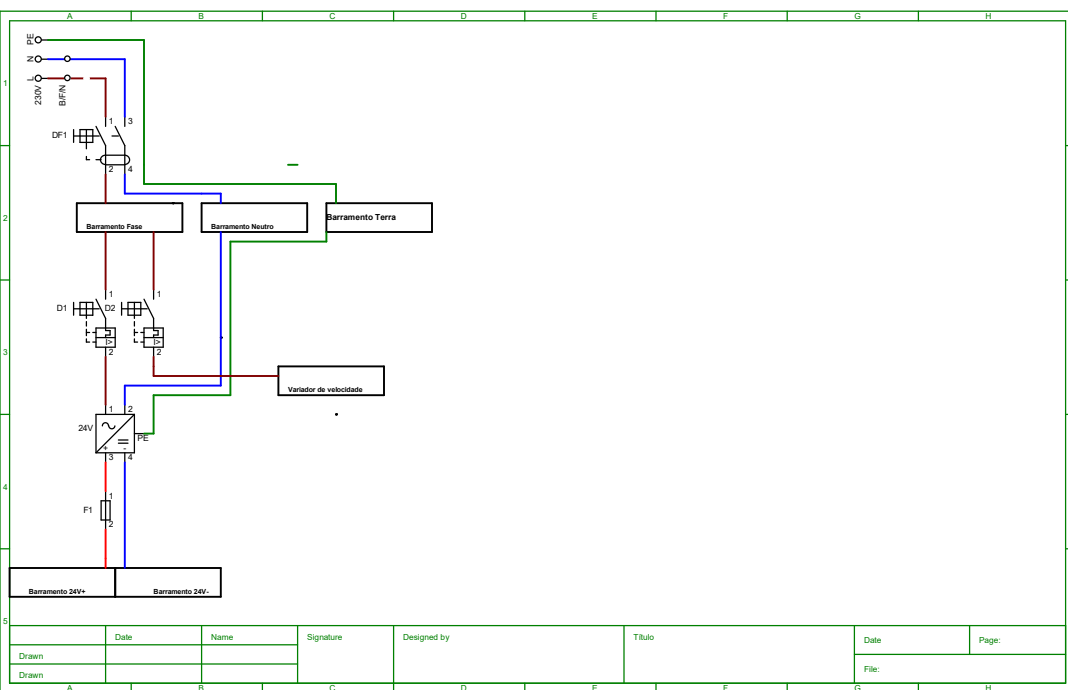 A B C D E F G H
PE
N
L
230V
B/F/N
1
1 3
DF1
2 4
2
Barramento Fase
Barramento Neutro
Barramento Terra
1 1
D1 D2
I> I>
2 2
3
Variador de velocidade
1 2
24V
PE
+ -
3 4
4
1
F1
2
Barramento 24V+
Barramento 24V-
5
Date Name Signature Designed by Título Date Page:
Drawn
File:
Drawn
A B C D E F G H